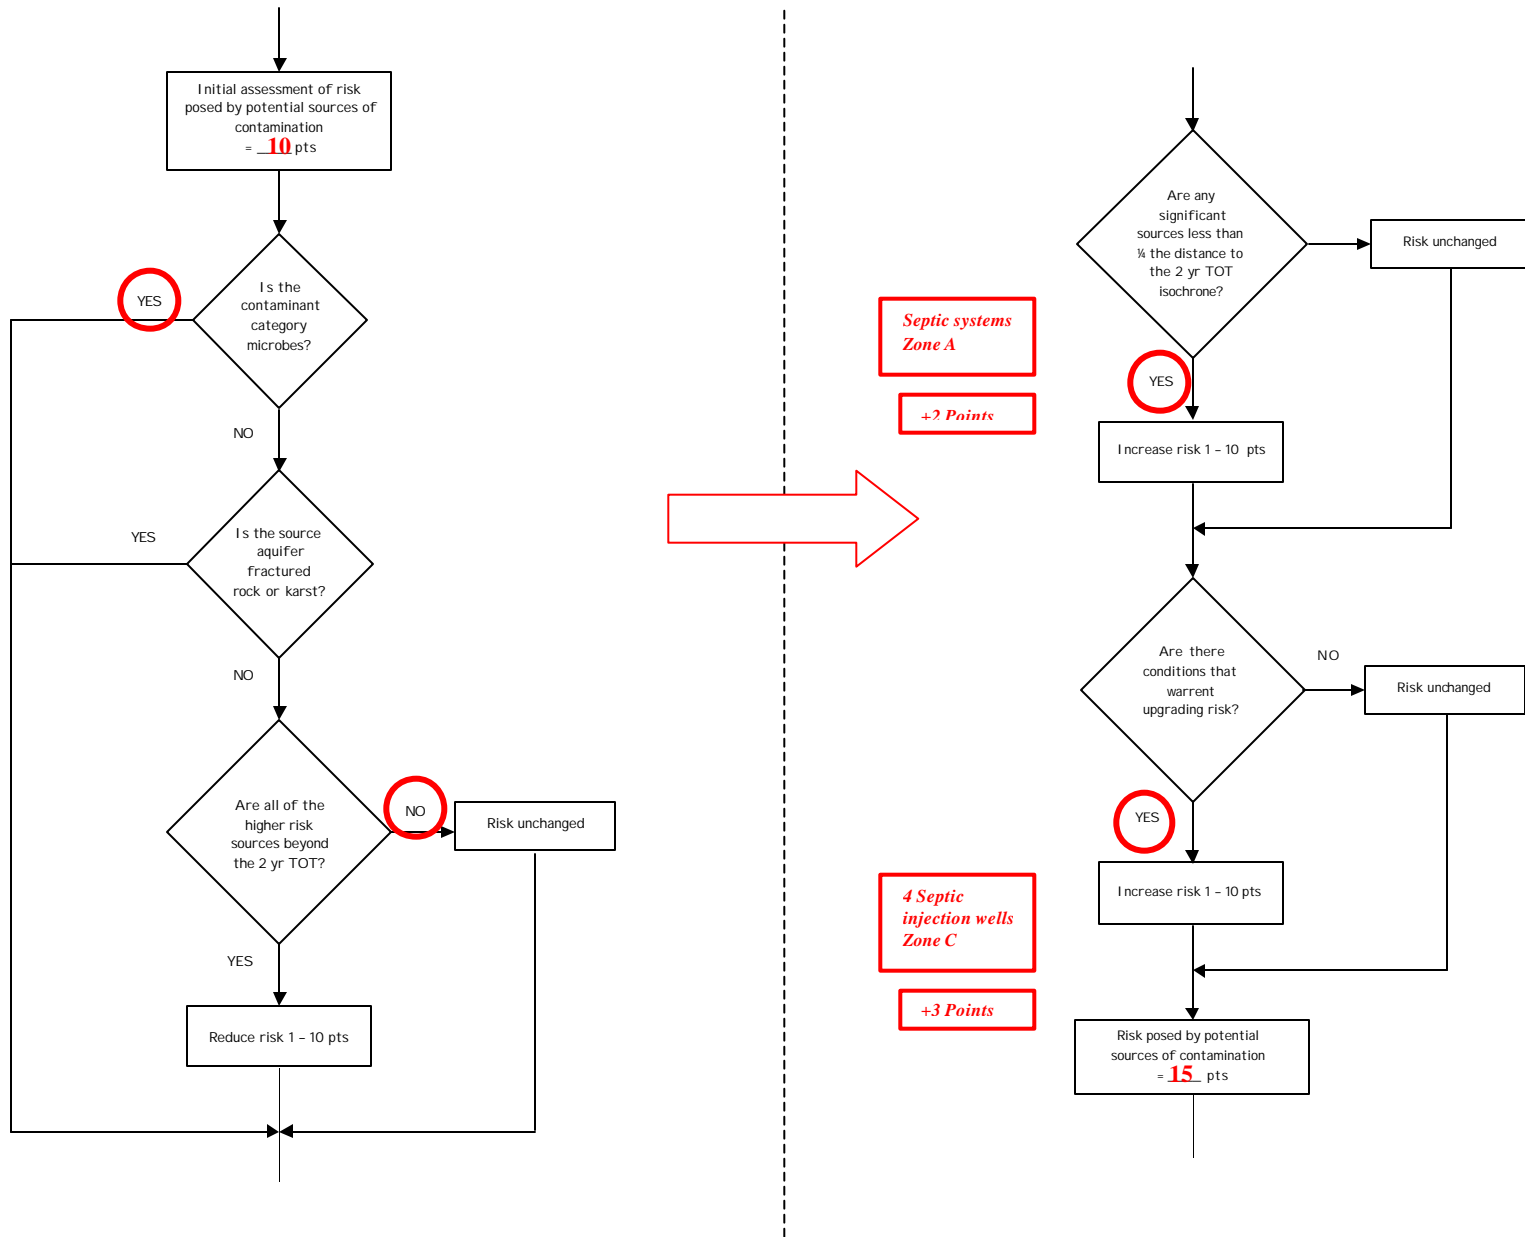 Initial assessment of risk
posed by potential sources of
contamination
= 10 pts
Is the
contaminant
category
microbes?
YES
NO
Is the source
aquifer
fractured
rock or karst?
YES
NO
Are all of the
higher risk
sources beyond
the 2 yr TOT?
NO
Risk unchanged
YES
Reduce risk 1 – 10 pts
Are any
significant
sources less than
¼ the distance to
the 2 yr TOT
isochrone?
Risk unchanged
Septic systems
Zone A
+2 Points
YES
Increase risk 1 – 10 pts
Are there
conditions that
warrent
upgrading risk?
NO
Risk unchanged
YES
4 Septic
injection wells
Zone C
+3 Points
Increase risk 1 – 10 pts
Risk posed by potential
sources of contamination
= 15 pts